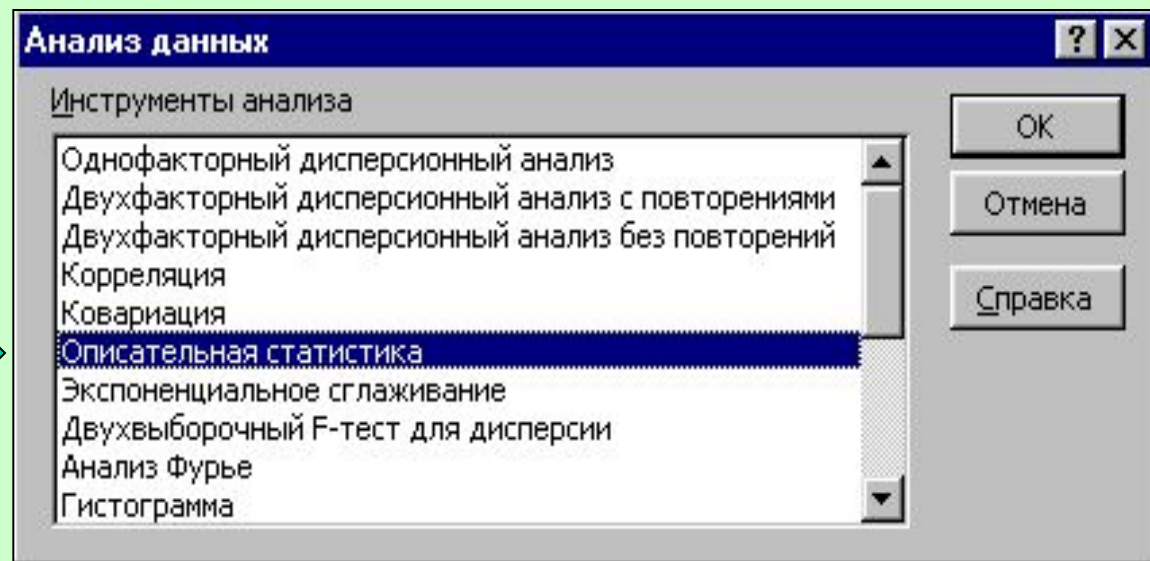 Анализ данных
Инструменты анализа
Однофакторный дисперсионный анализ
Двухфакторный дисперсионный анализ с повторениями
Двухфакторный дисперсионный анализ без повторений
Корреляция
Ковариация
Описательная статистика
Экспоненциальное сглаживание
Двухвыборочный F-тест для дисперсии
Анализ Фурье
Гистограмма
OK
Отмена
Справка